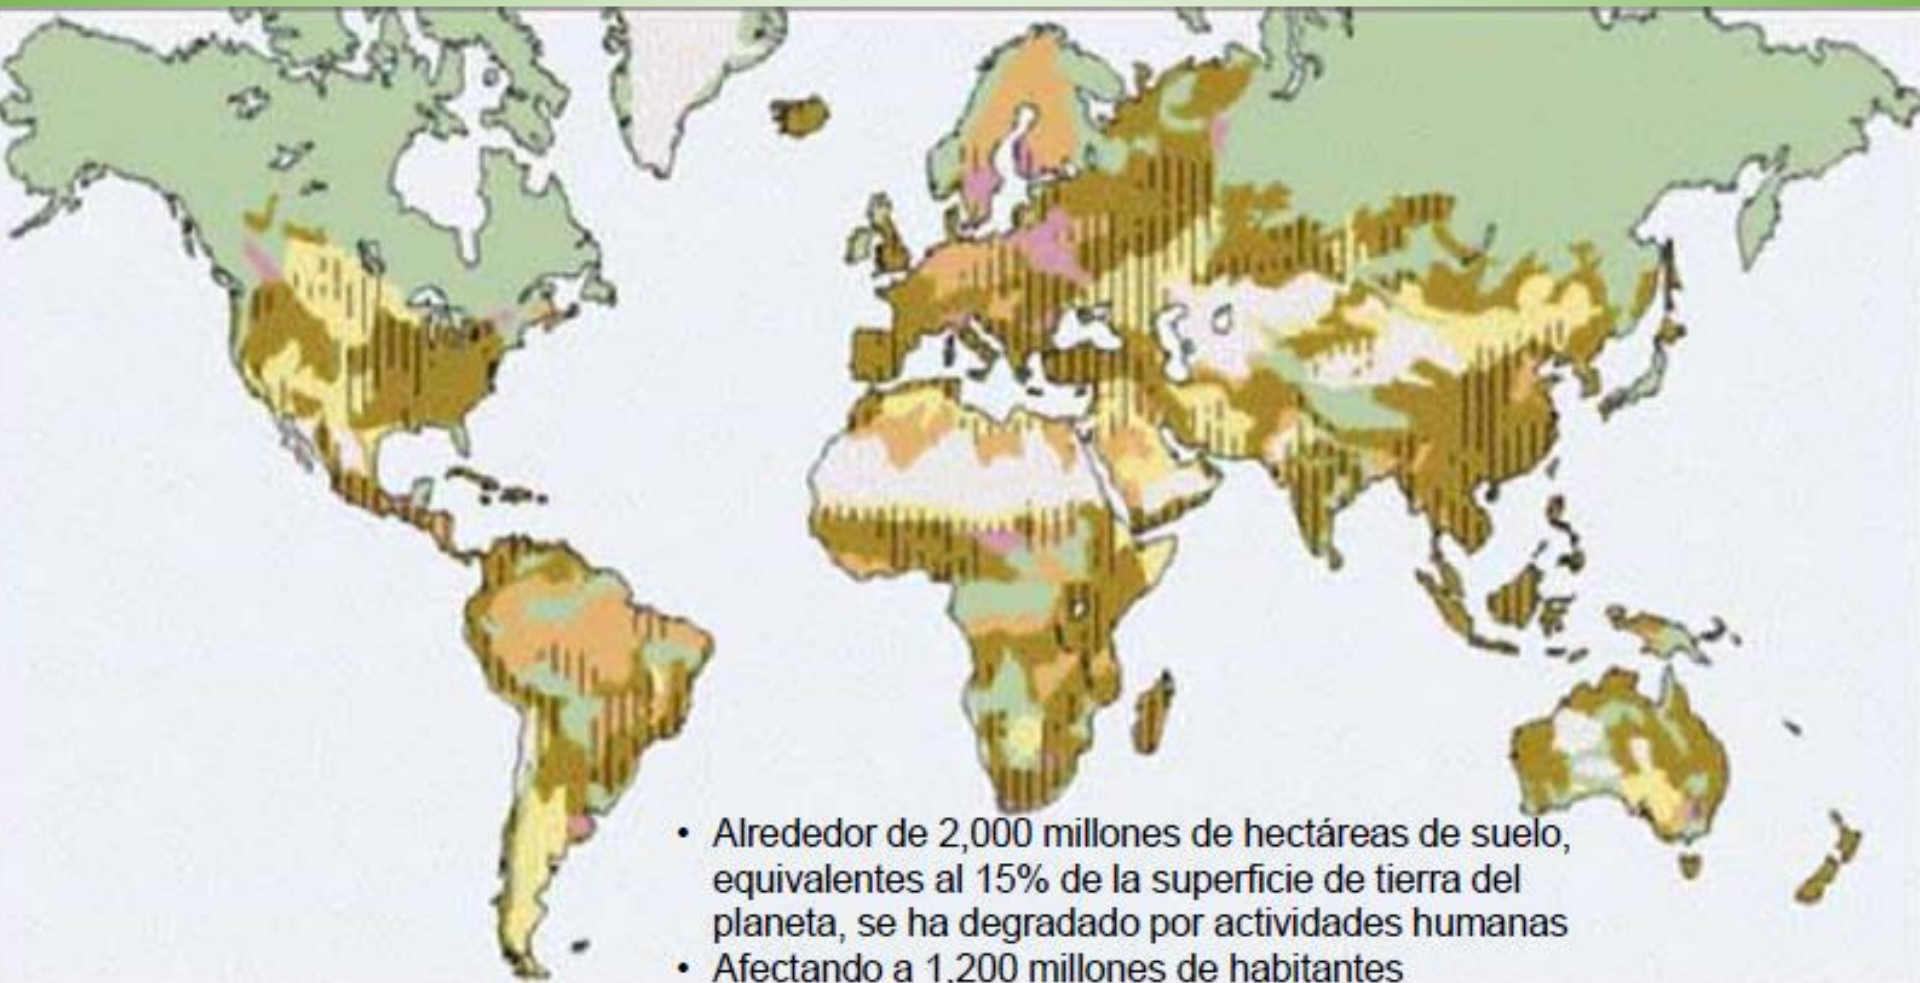 • Alrededor de 2,000 millones de hectáreas de suelo,
equivalentes al 15% de la superficie de tierra del
planeta, se ha degradado por actividades humanas
• Afectando a 1,200 millones de habitantes